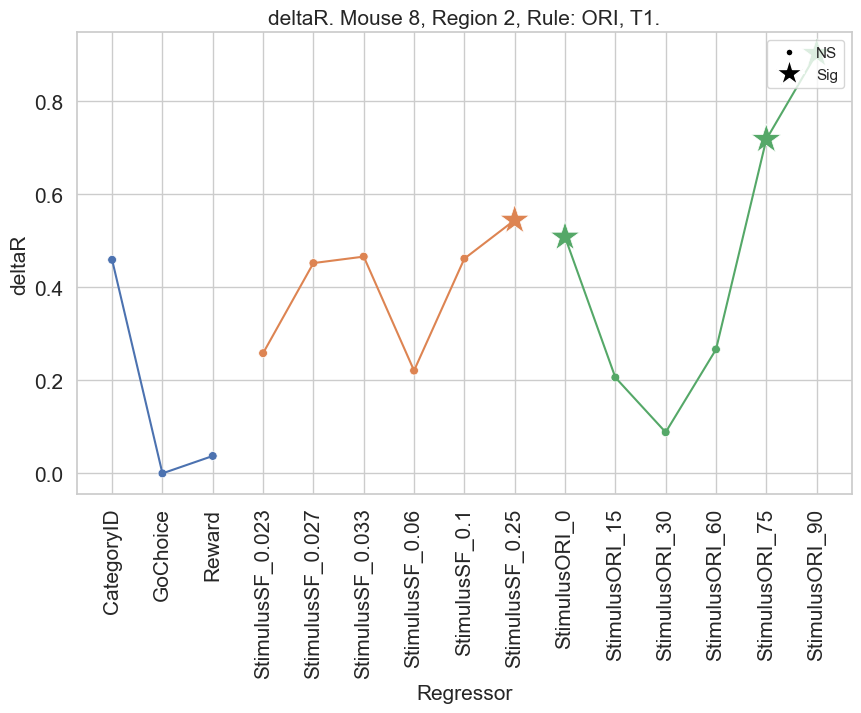 deltaR. Mouse 8, Region 2, Rule: ORI, T1.
NS
Sig
deltaR
0.8
0.6
0.4
0.2
0.0
CategoryID
GoChoice
Reward
StimulusSF_0.023
StimulusSF_0.027
StimulusSF_0.033
StimulusSF_0.06
StimulusSF_0.1
StimulusSF_0.25
StimulusORI_0
StimulusORI_15
StimulusORI_30
StimulusORI_60
StimulusORI_75
StimulusORI_90
Regressor